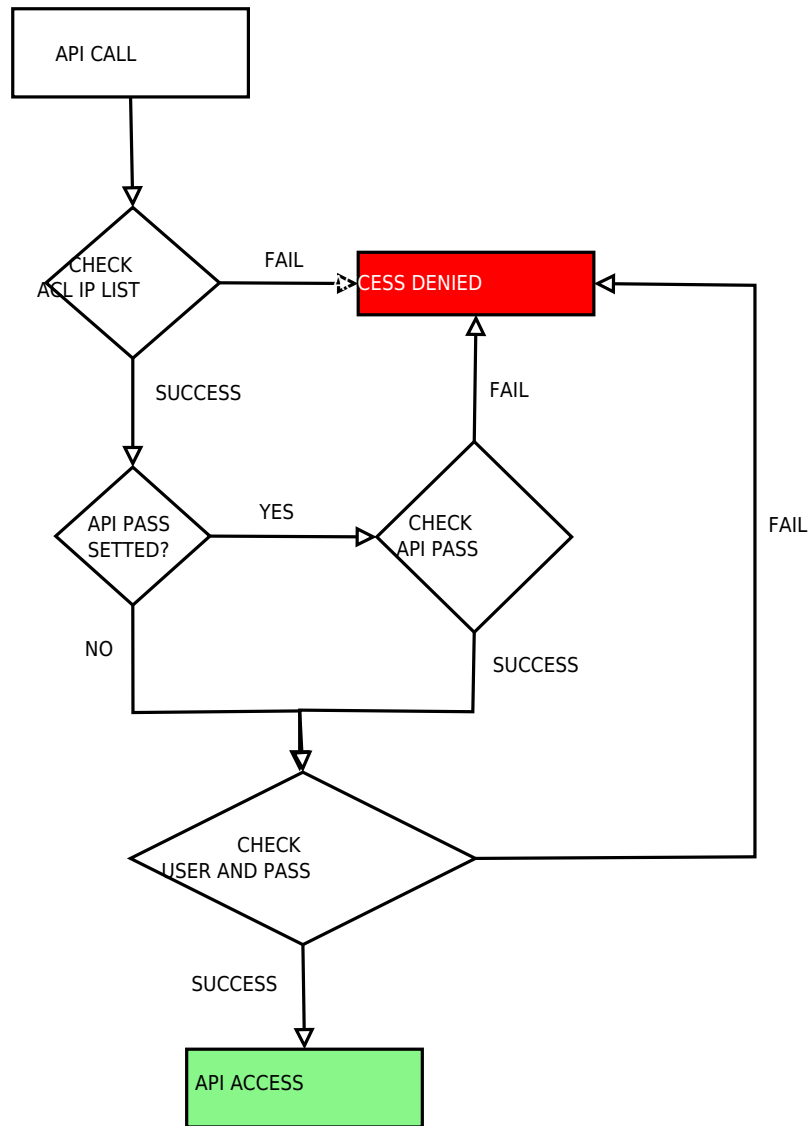 API CALL
CHECK
ACL IP LIST
FAIL
ACCESS DENIED
SUCCESS
FAIL
API PASS
SETTED?
YES
CHECK
API PASS
FAIL
NO
SUCCESS
CHECK
USER AND PASS
SUCCESS
API ACCESS